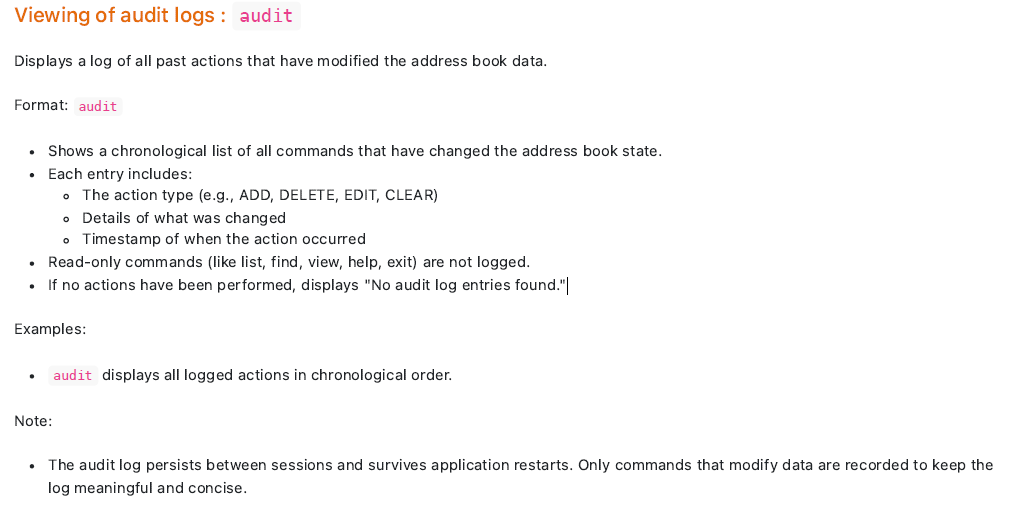 Viewing of audit logs : audit
Displays a log of all past actions that have modified the address book data.
Format: audit
• Shows a chronological list of all commands that have changed the address book state.
• Each entry includes:
◦ The action type (e.g., ADD, DELETE, EDIT, CLEAR)
◦ Details of what was changed
◦ Timestamp of when the action occurred
• Read-only commands (like list, find, view, help, exit) are not logged.
• If no actions have been performed, displays "No audit log entries found."
Examples:
• audit displays all logged actions in chronological order.
Note:
• The audit log persists between sessions and survives application restarts. Only commands that modify data are recorded to keep the
log meaningful and concise.